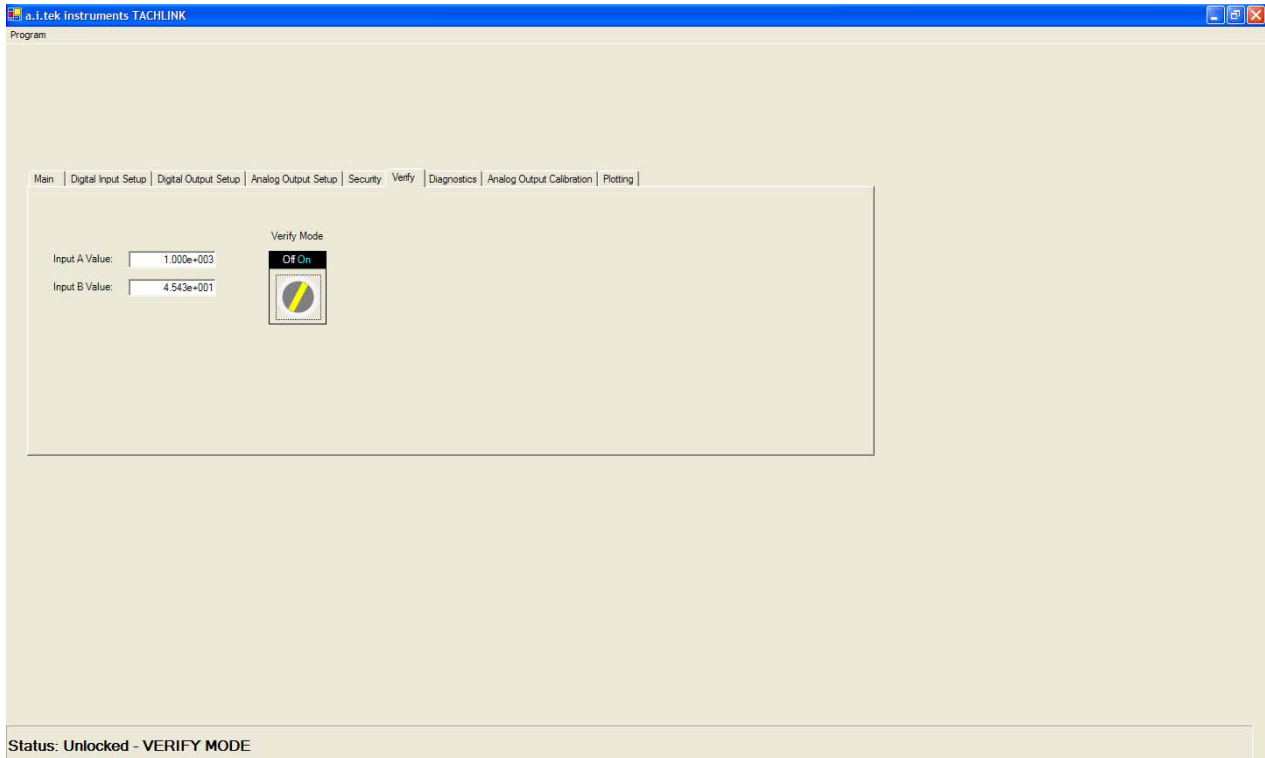 a.i.tek instruments TACHLINK
Program
Main Digital Input Setup Digital Output Setup Analog Output Setup Security Verify Diagnostics Analog Output Calibration Plotting
Verify Mode
Input A Value: 1.000e+003 Off On
Input B Value: 4.543e+001
Status: Unlocked - VERIFY MODE